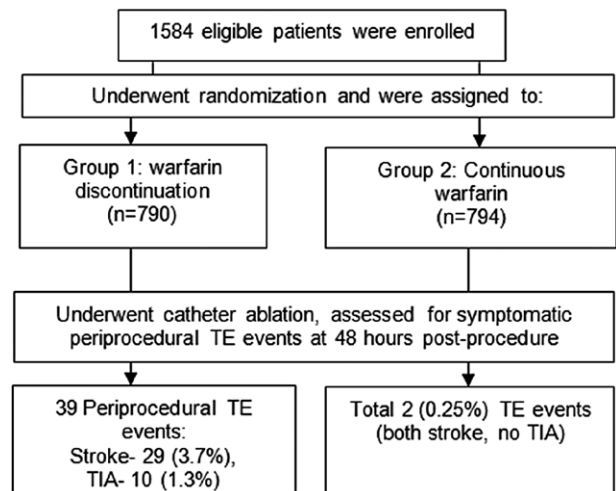 1584 eligible patients were enrolled
Underwent randomization and were assigned to:
Group 1: warfarin
discontinuation
(n=790)
Group 2: Continuous
warfarin
(n=794)
Underwent catheter ablation, assessed for symptomatic
periprocedural TE events at 48 hours post-procedure
39 Periprocedural TE
events:
Stroke- 29 (3.7%),
TIA- 10 (1.3%)
Total 2 (0.25%) TE events
(both stroke, no TIA)